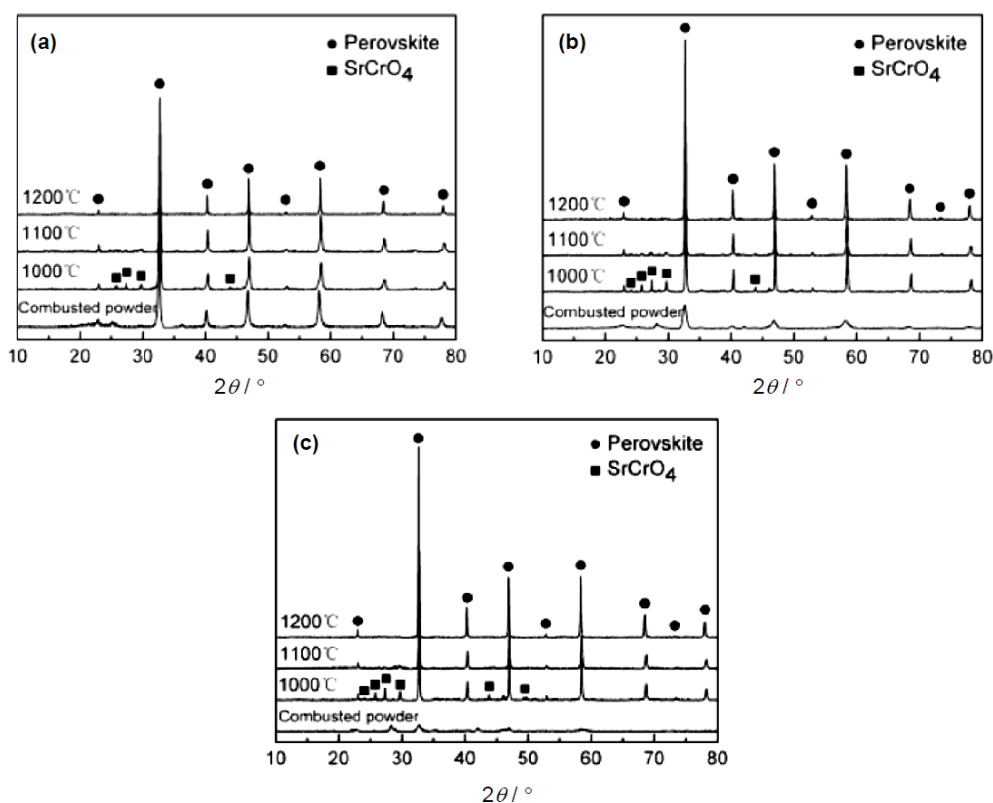 (a)
● Perovskite
■ SrCrO4
1200℃
1100℃
1000℃
Combusted powder
10 20 30 40 50 60 70 80
2θ / °
(b)
● Perovskite
■ SrCrO4
1200℃
1100℃
1000℃
Combusted powder
10 20 30 40 50 60 70 80
2θ / °
(c)
● Perovskite
■ SrCrO4
1200℃
1100℃
1000℃
Combusted powder
10 20 30 40 50 60 70 80
2θ / °